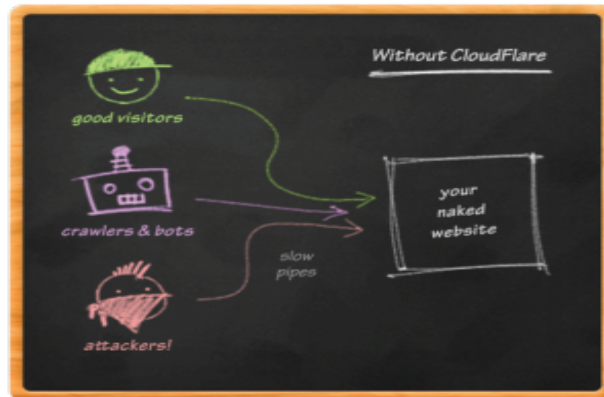 Without CloudFlare
good visitors
crawlers & bots
attackers!
slow
pipes
your
naked
website